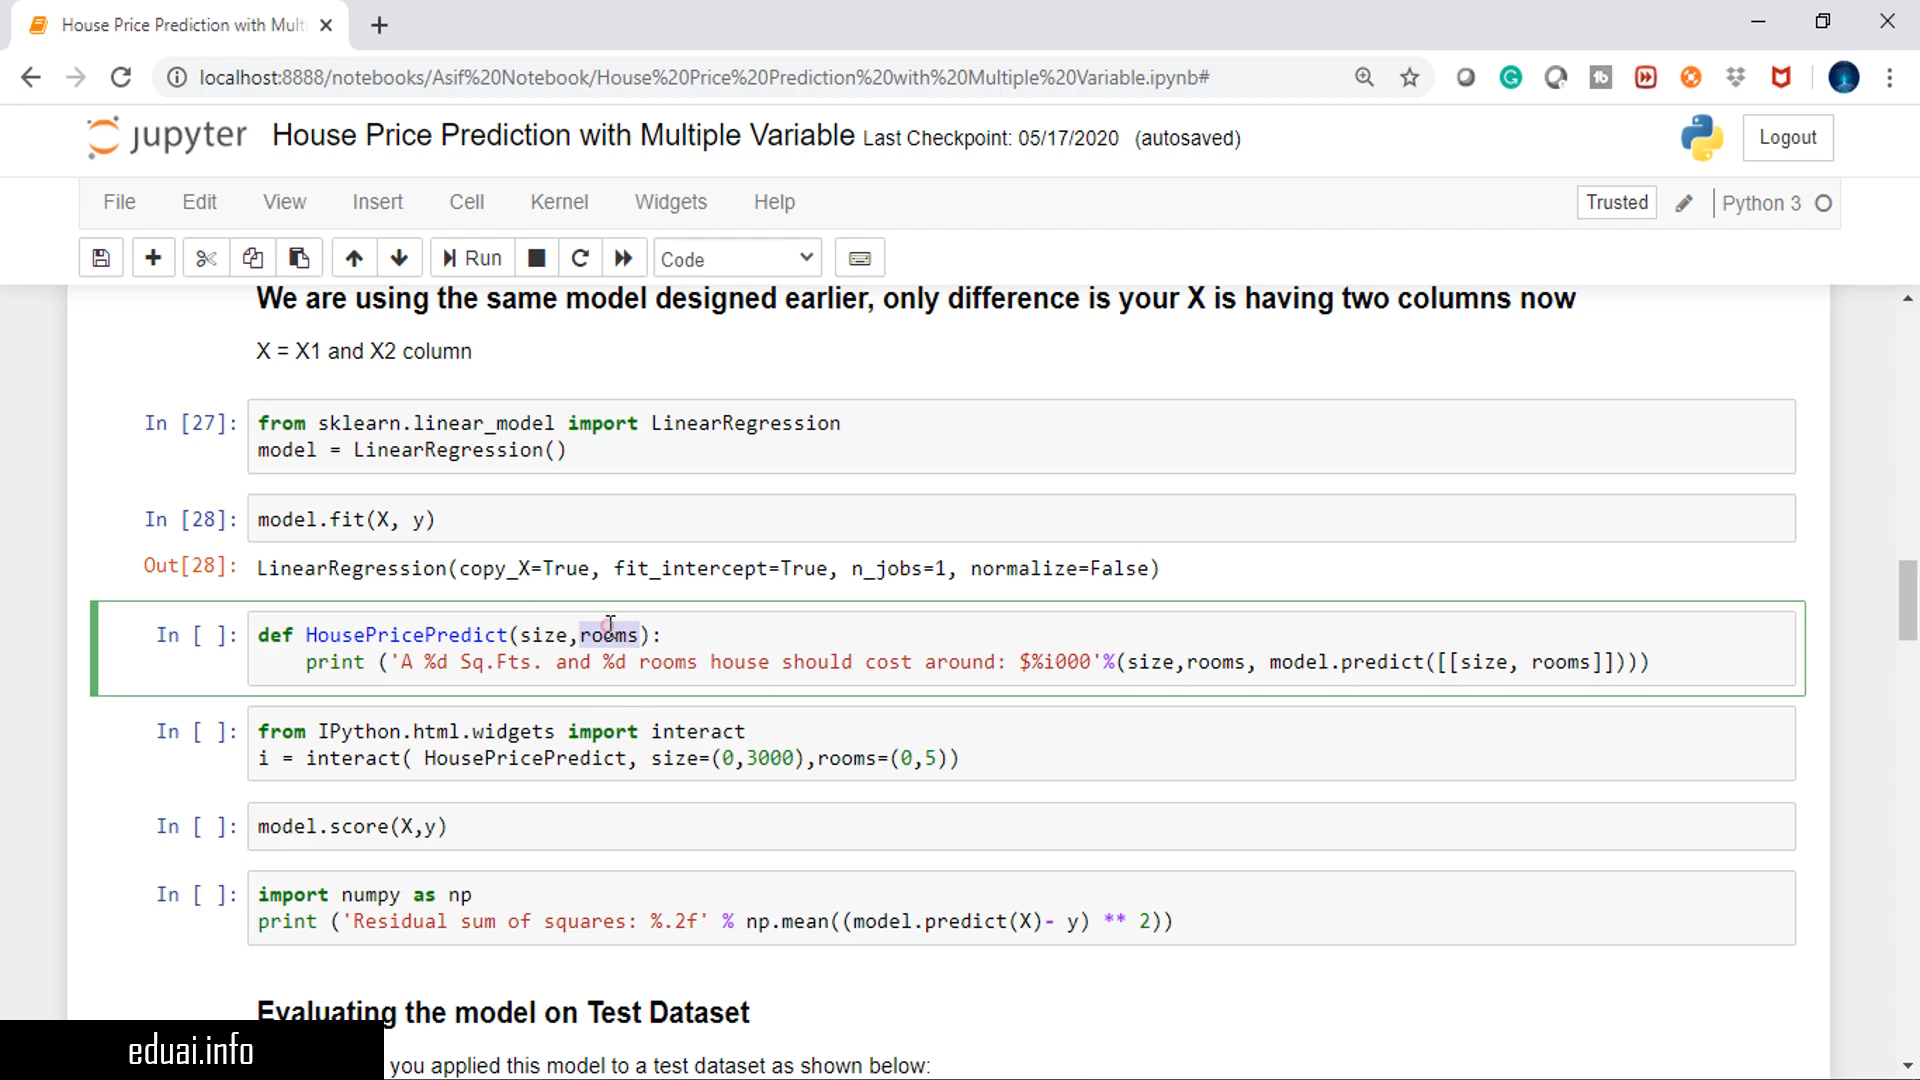 House Price Prediction with Mult
localhost:8888/notebooks/Asif%20Notebook/House%20Price%20Prediction%20with%20Multiple%20Variable.ipynb#
jupyter House Price Prediction with Multiple Variable Last Checkpoint: 05/17/2020 (autosaved)
Logout
File Edit View Insert Cell Kernel Widgets Help Trusted Python 3
Run Code
We are using the same model designed earlier, only difference is your X is having two columns now
X = X1 and X2 column
In [27]: from sklearn.linear_model import LinearRegression
model = LinearRegression()
In [28]: model.fit(X, y)
Out[28]: LinearRegression(copy_X=True, fit_intercept=True, n_jobs=1, normalize=False)
In [ ]: def HousePricePredict(size,rooms):
print ('A %d Sq.Fts. and %d rooms house should cost around: $%i000'%(size,rooms, model.predict([[size, rooms]])))
In [ ]: from IPython.html.widgets import interact
i = interact( HousePricePredict, size=(0,3000),rooms=(0,5))
In [ ]: model.score(X,y)
In [ ]: import numpy as np
print ('Residual sum of squares: %.2f' % np.mean((model.predict(X)- y) ** 2))
Evaluating the model on Test Dataset
eduai.info
you applied this model to a test dataset as shown below: